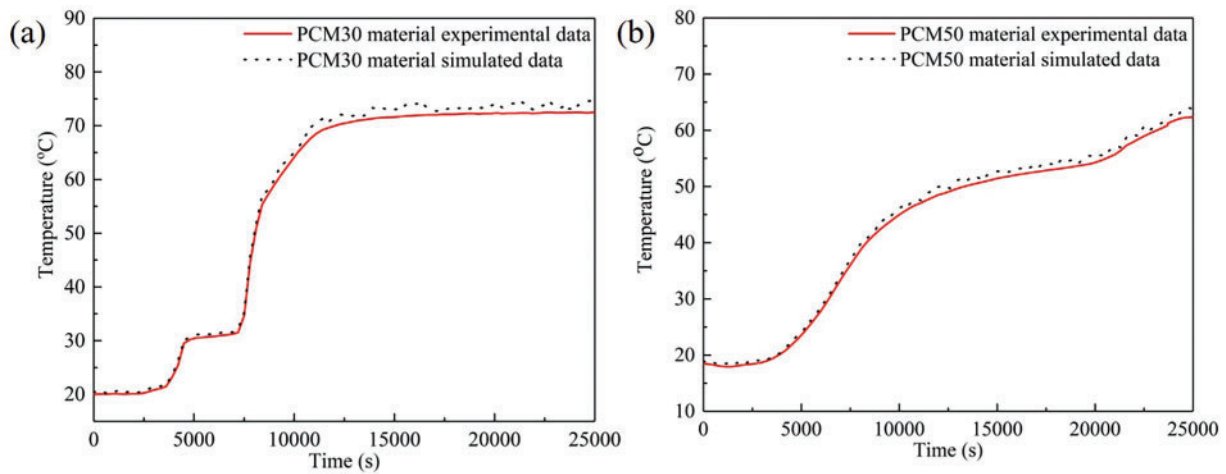 (a)
PCM30 material experimental data
PCM30 material simulated data
Temperature (°C)
90
80
70
60
50
40
30
20
0 5000 10000 15000 20000 25000
Time (s)
(b)
PCM50 material experimental data
PCM50 material simulated data
Temperature (°C)
80
70
60
50
40
30
20
10
0 5000 10000 15000 20000 25000
Time (s)